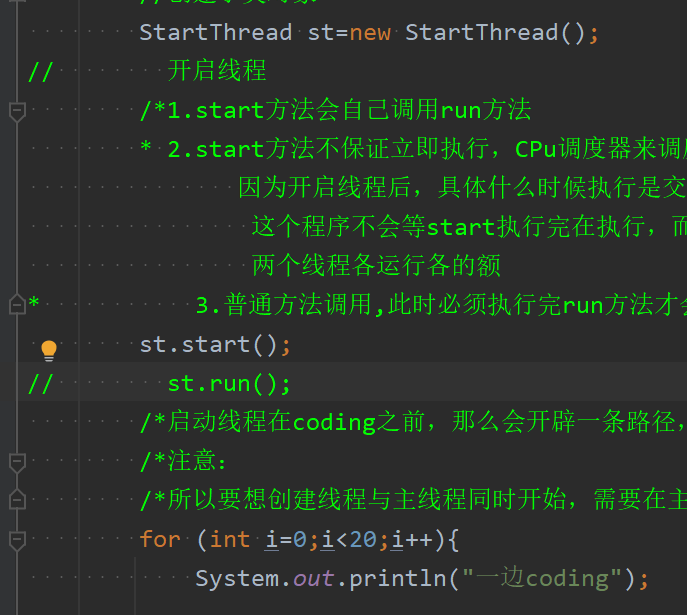 StartThread st=new StartThread();
// 开启线程
/*1.start方法会自己调用run方法
* 2.start方法不保证立即执行，CPu调度器来调
因为开启线程后，具体什么时候执行是交
这个程序不会等start执行完在执行，而
两个线程各运行各的额
* 3.普通方法调用,此时必须执行完run方法才
st.start();
// st.run();
/*启动线程在coding之前，那么会开辟一条路径，
/*注意：
/*所以要想创建线程与主线程同时开始，需要在主
for (int i=0;i<20;i++){
System.out.println("一边coding");